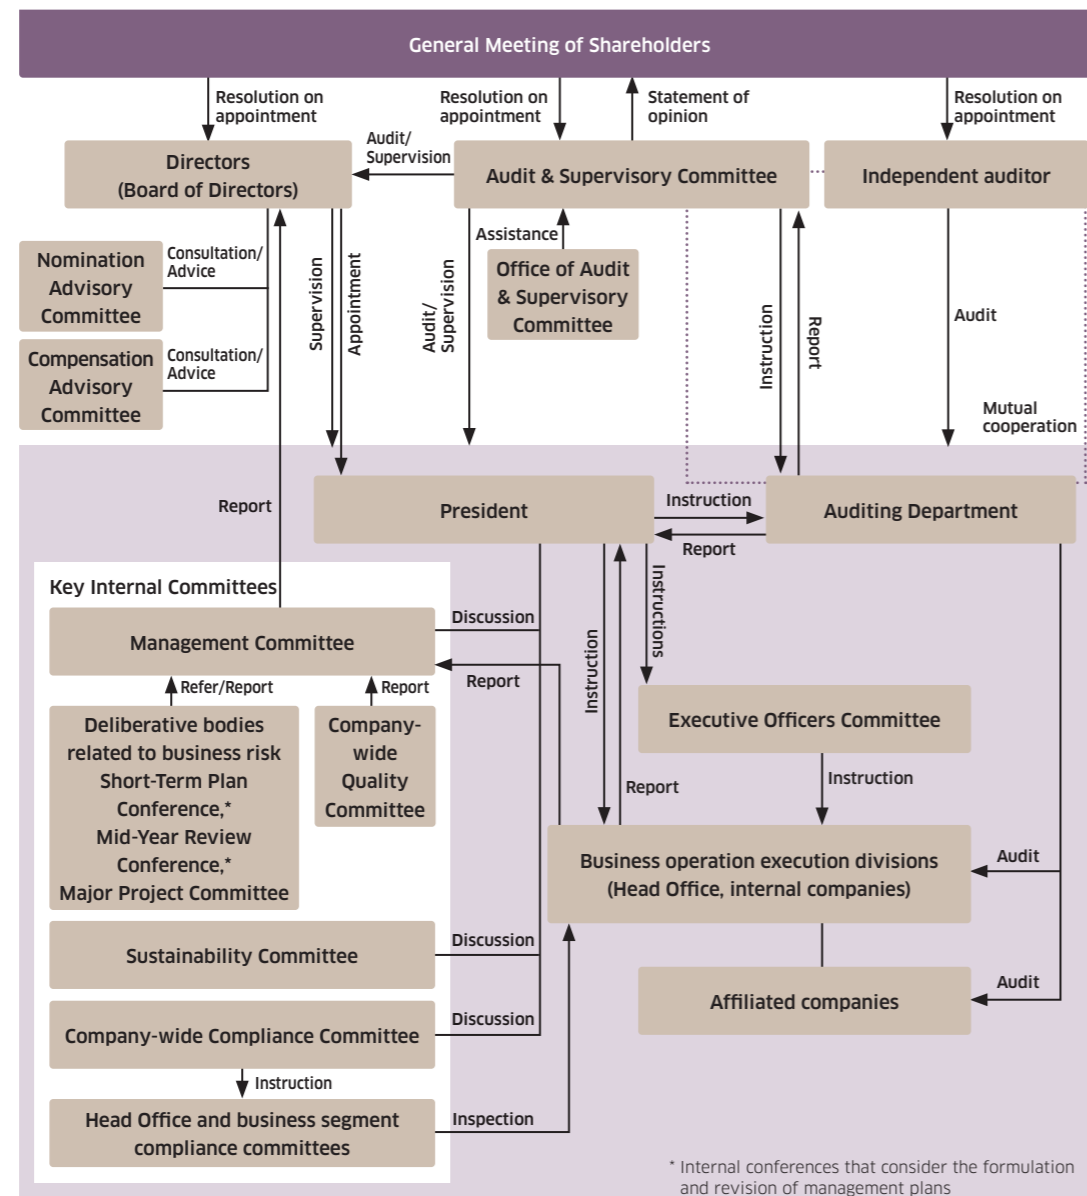 General Meeting of Shareholders
Resolution on
appointment
Resolution on
appointment
Statement of
opinion
Resolution on
appointment
Directors
(Board of Directors)
Audit/
Supervision
Audit & Supervisory Committee
Independent auditor
Nomination
Advisory
Committee
Consultation/
Advice
Compensation
Advisory
Committee
Consultation/
Advice
Supervision
Appointment
Audit/
Supervision
Assistance
Office of Audit
& Supervisory
Committee
Instruction
Report
Audit
Mutual
cooperation
Report
President
Instruction
Report
Auditing Department
Key Internal Committees
Management Committee
Discussion
Report
Instruction
Report
Instructions
Refer/Report
Report
Deliberative bodies
related to business risk
Short-Term Plan
Conference,*
Mid-Year Review
Conference,*
Major Project Committee
Company-
wide
Quality
Committee
Executive Officers Committee
Instruction
Business operation execution divisions
(Head Office, internal companies)
Audit
Sustainability Committee
Discussion
Affiliated companies
Audit
Company-wide Compliance Committee
Discussion
Instruction
Head Office and business segment
compliance committees
Inspection
* Internal conferences that consider the formulation
and revision of management plans